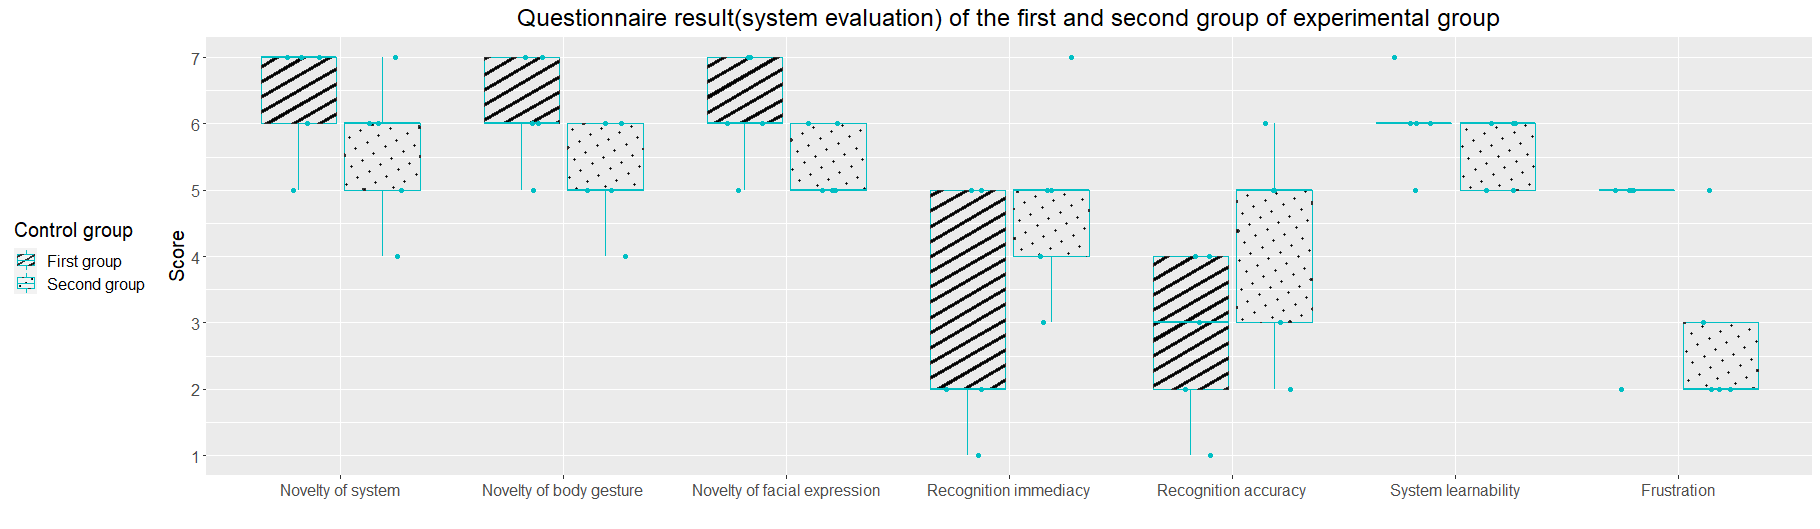 Questionnaire result(system evaluation) of the first and second group of experimental group
Control group
First group
Second group
Score
7
6
5
4
3
2
1
Novelty of system
Novelty of body gesture
Novelty of facial expression
Recognition immediacy
Recognition accuracy
System learnability
Frustration